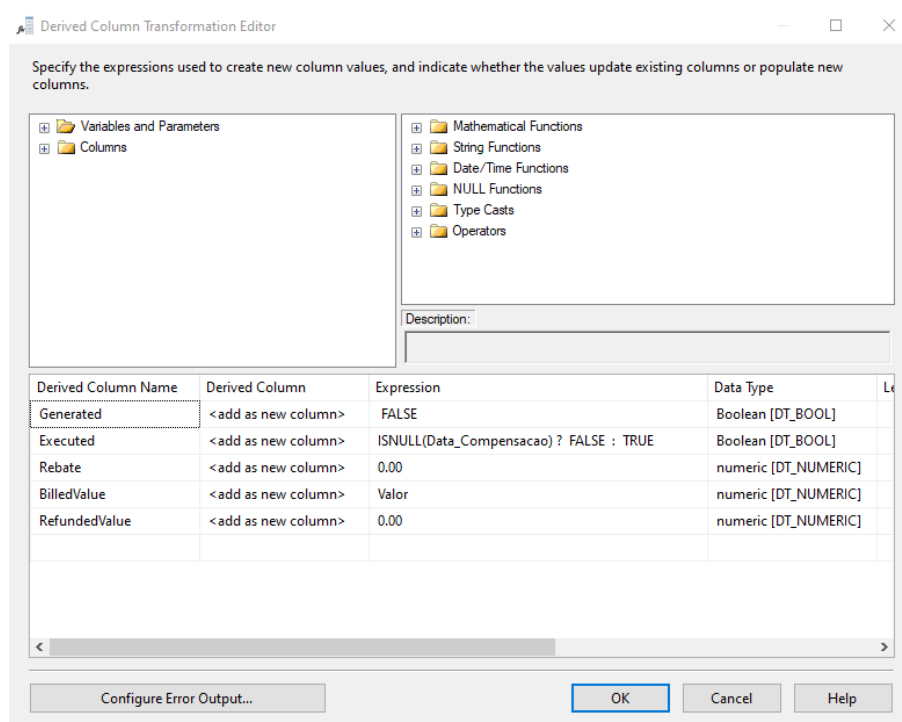 Derived Column Transformation Editor
Specify the expressions used to create new column values, and indicate whether the values update existing columns or populate new
columns.
Variables and Parameters
Columns
Mathematical Functions
String Functions
Date/Time Functions
NULL Functions
Type Casts
Operators
Description:
Derived Column Name Derived Column Expression Data Type Le
Generated <add as new column> FALSE Boolean [DT_BOOL]
Executed <add as new column> ISNULL(Data_Compensacao) ? FALSE : TRUE Boolean [DT_BOOL]
Rebate <add as new column> 0.00 numeric [DT_NUMERIC]
BilledValue <add as new column> Valor numeric [DT_NUMERIC]
RefundedValue <add as new column> 0.00 numeric [DT_NUMERIC]
Configure Error Output... OK Cancel Help